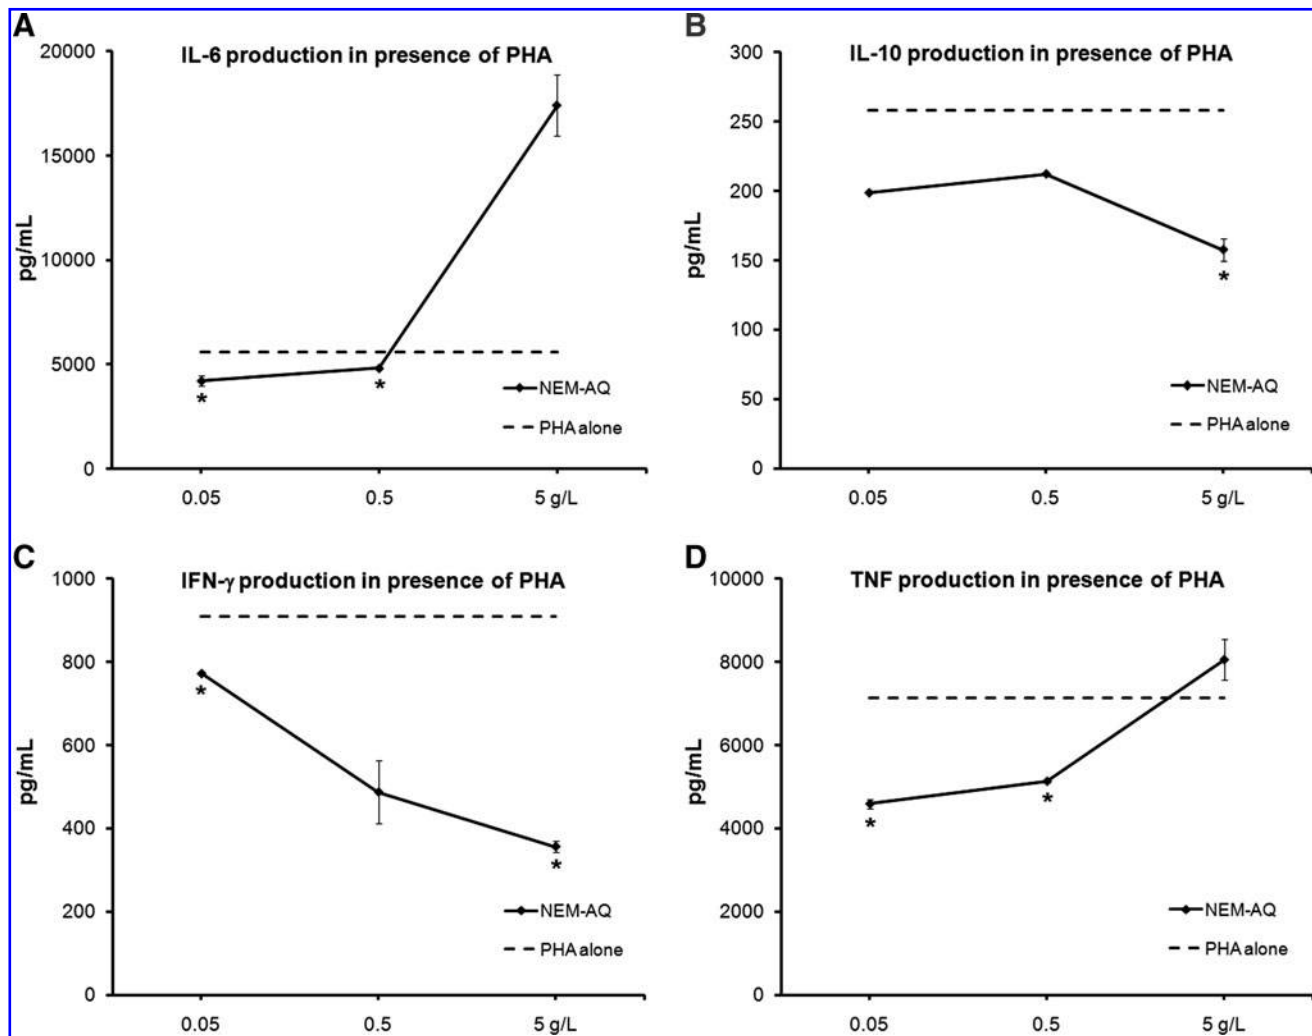 A
IL-6 production in presence of PHA
20000
15000
10000
5000
0
pg/mL
*
*
NEM-AQ
PHA alone
0.05
0.5
5 g/L
B
IL-10 production in presence of PHA
300
250
200
150
100
50
0
pg/mL
*
NEM-AQ
PHA alone
0.05
0.5
5 g/L
C
IFN-γ production in presence of PHA
1000
800
600
400
200
0
pg/mL
*
*
NEM-AQ
PHA alone
0.05
0.5
5 g/L
D
TNF production in presence of PHA
10000
8000
6000
4000
2000
0
pg/mL
*
*
NEM-AQ
PHA alone
0.05
0.5
5 g/L